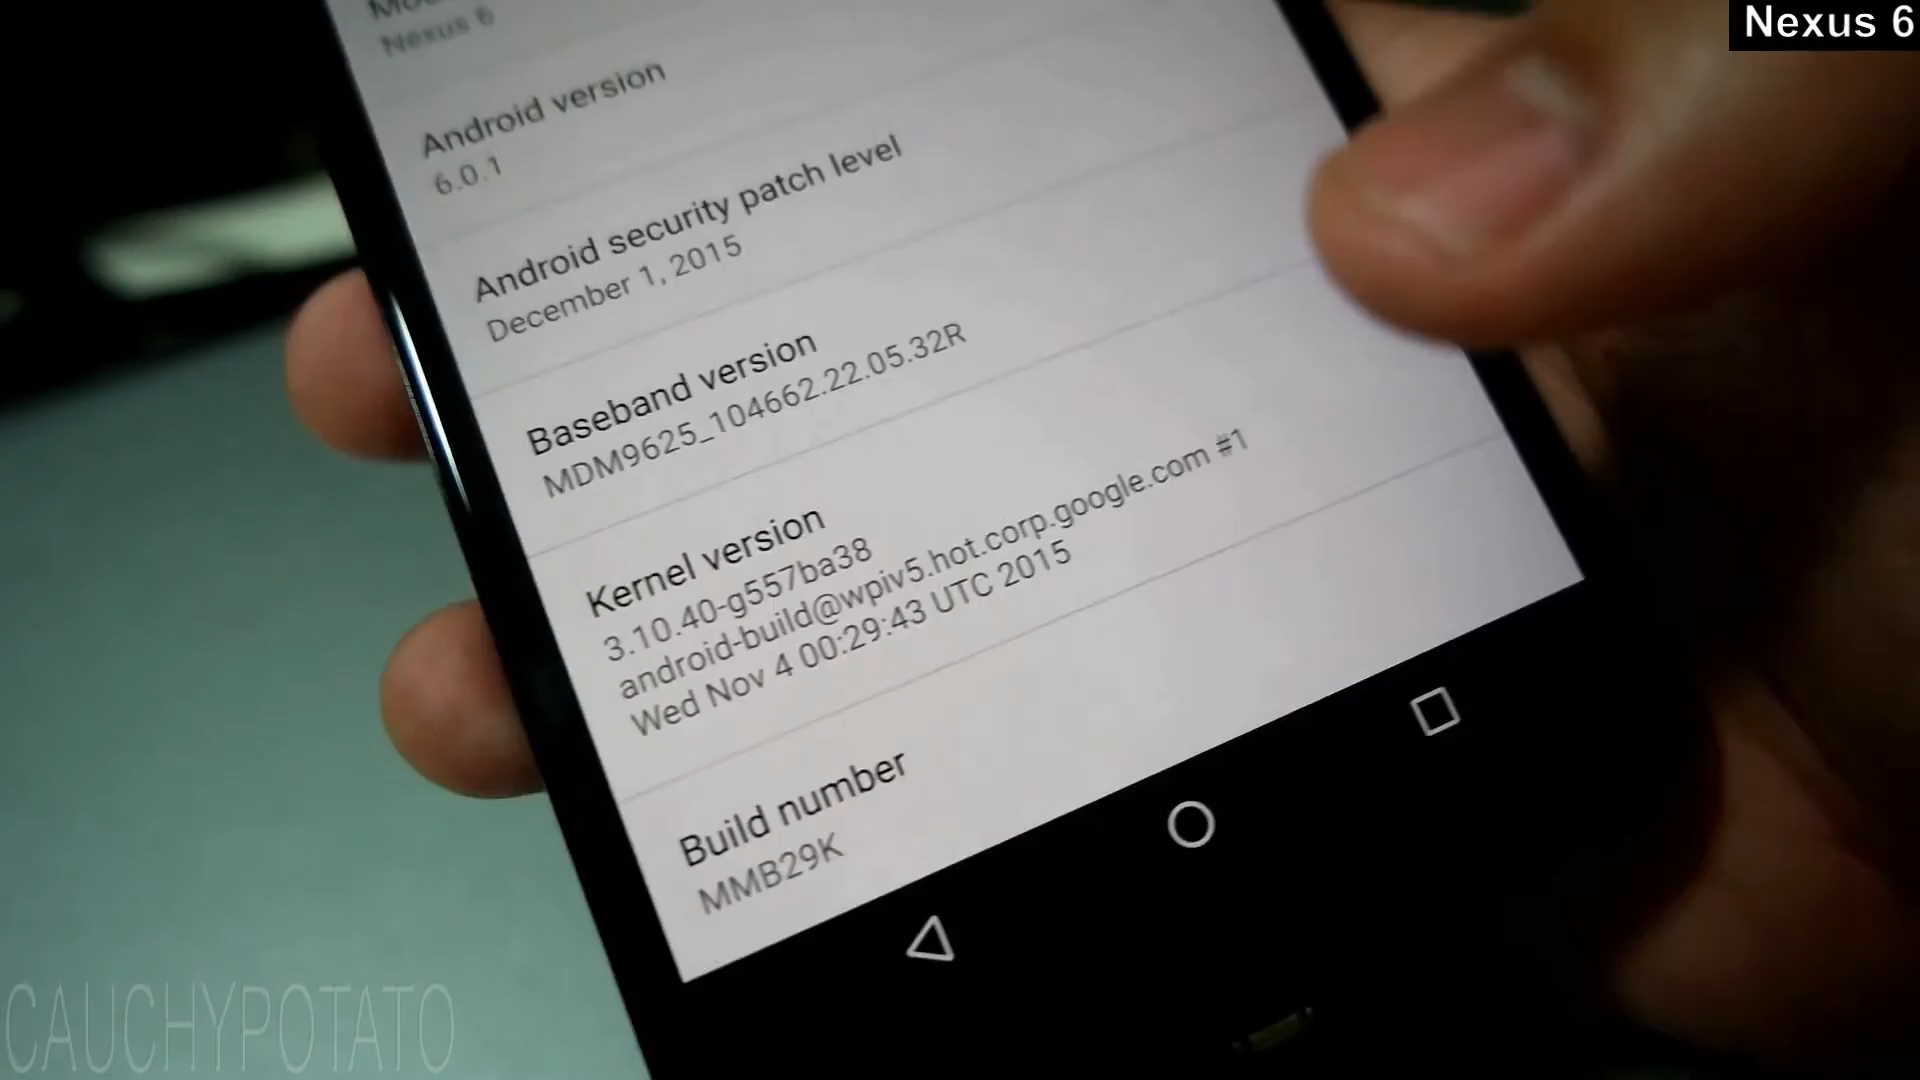 Nexus 6
Nexus 6
Android version
6.0.1
Android security patch level
December 1, 2015
Baseband version
MDM9625_104662.22.05.32R
Kernel version
3.10.40-g557ba38
android-build@wpiv5.hot.corp.google.com #1
Wed Nov 4 00:29:43 UTC 2015
Build number
MMB29K
CAUCHYPOTATO